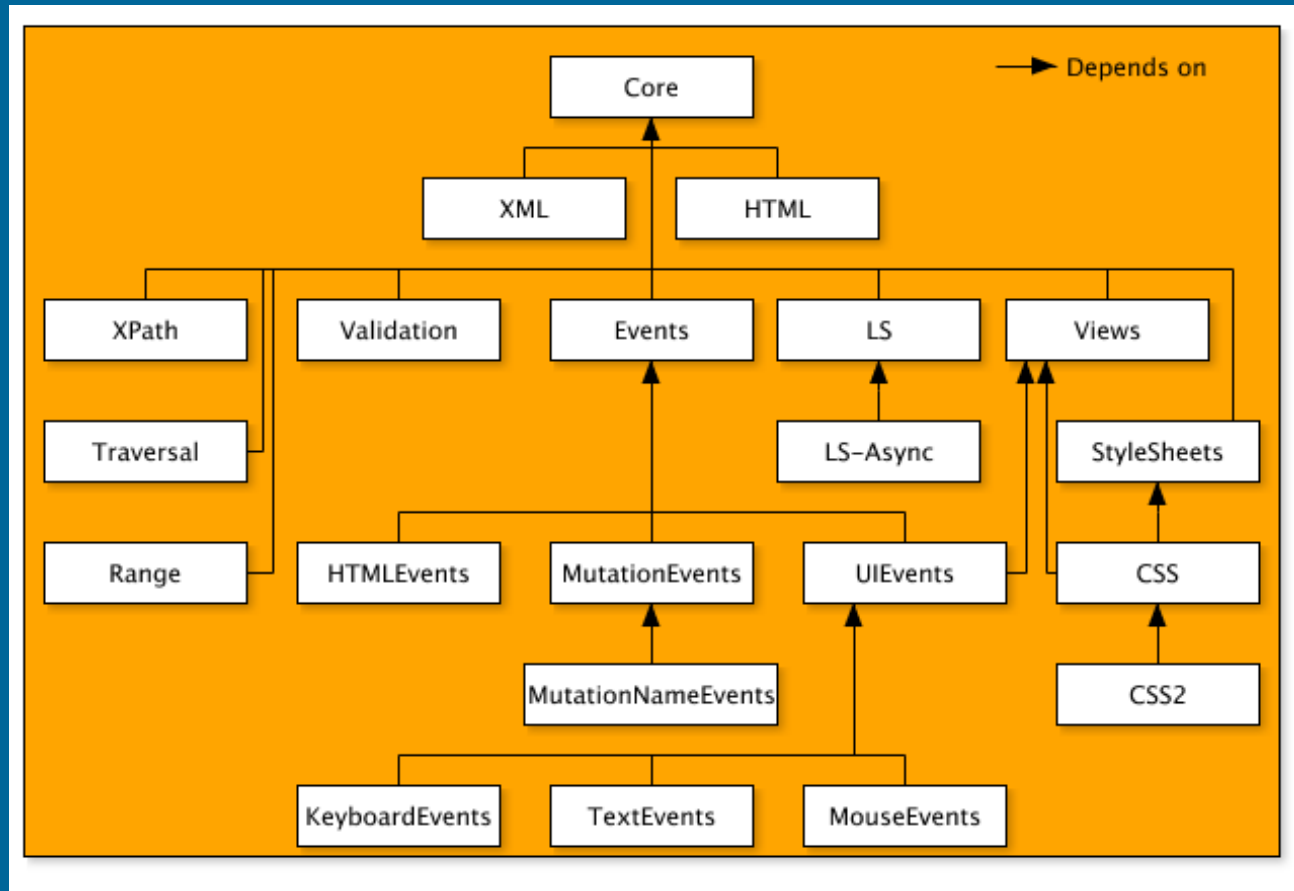 Core
Depends on
XML
HTML
XPath
Validation
Events
LS
Views
Traversal
LS-Async
StyleSheets
Range
HTMLEvents
MutationEvents
UIEvents
CSS
MutationNameEvents
CSS2
KeyboardEvents
TextEvents
MouseEvents